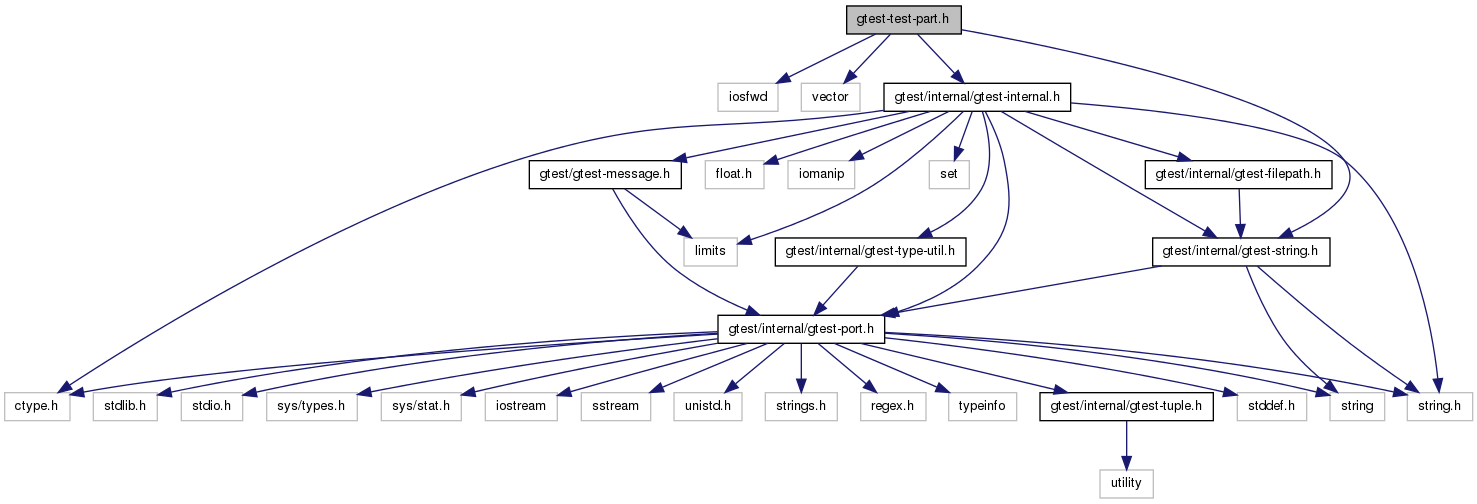 gtest-test-part.h
iosfwd
vector
gtest/internal/gtest-internal.h
gtest/gtest-message.h
float.h
iomanip
set
gtest/internal/gtest-filepath.h
limits
gtest/internal/gtest-type-util.h
gtest/internal/gtest-string.h
gtest/internal/gtest-port.h
ctype.h
stdlib.h
stdio.h
sys/types.h
sys/stat.h
iostream
sstream
unistd.h
strings.h
regex.h
typeinfo
gtest/internal/gtest-tuple.h
stddef.h
string
string.h
utility